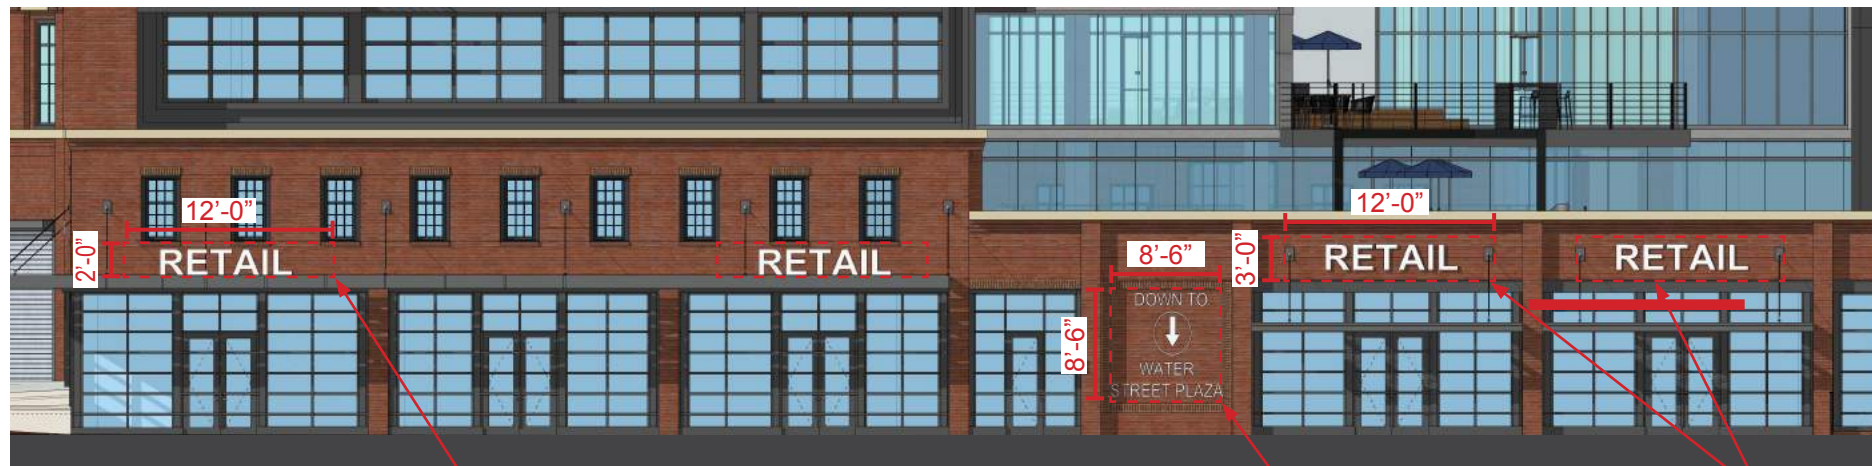 12’-0”
2’-0”
RETAIL
RETAIL
8’-6”
8’-6”
DOWN TO
WATER
STREET PLAZA
12’-0”
3’-0”
RETAIL
RETAIL